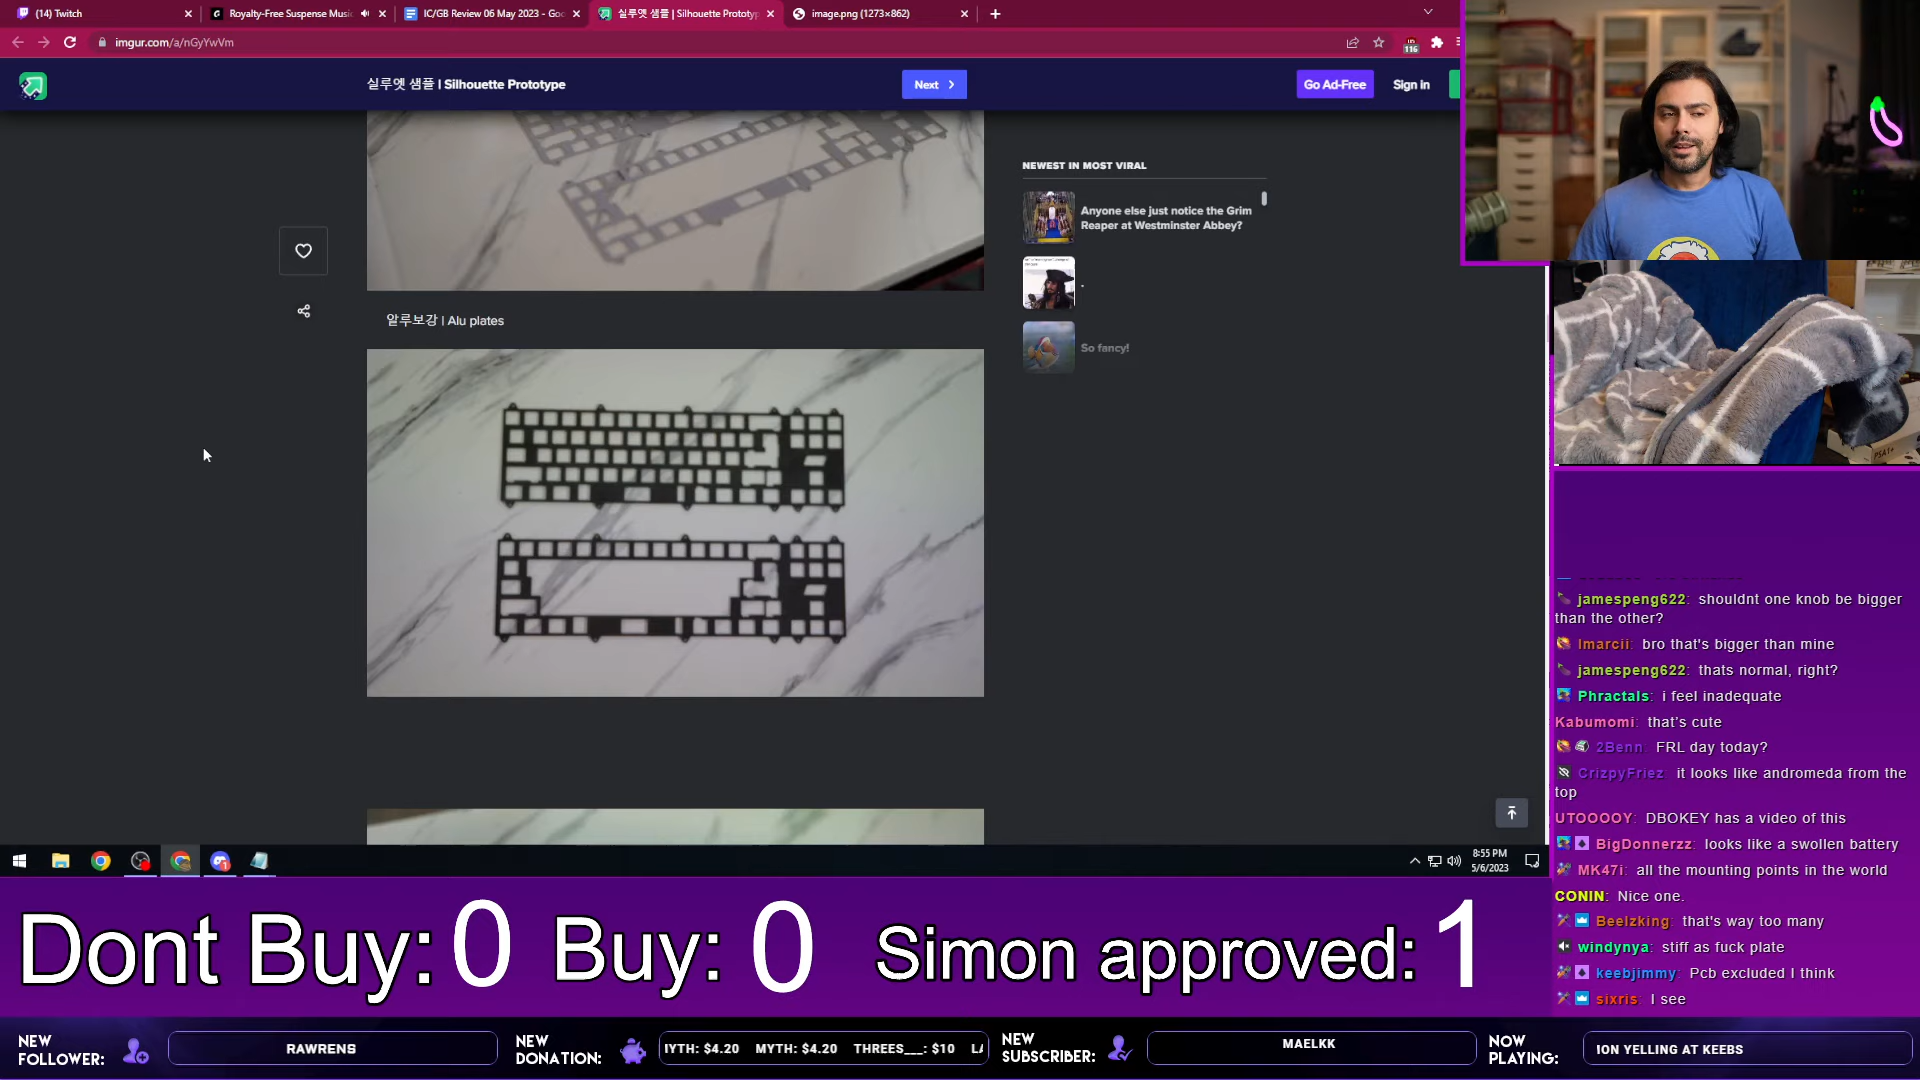 (14) Twitch
Royalty-Free Suspense Musi
IC/GB Review 06 May 2023 - Goo
실루엣 샘플 | Silhouette Prototyp
image.png (1273×862)
imgur.com/a/nGyYwVm
116
실루엣 샘플 | Silhouette Prototype
Next
Go Ad-Free
Sign in
NEWEST IN MOST VIRAL
Anyone else just notice the Grim
Reaper at Westminster Abbey?
.
So fancy!
알루보강 | Alu plates
jamespeng622: shouldnt one knob be bigger
than the other?
lmarcii: bro that's bigger than mine
jamespeng622: thats normal, right?
Phractals: i feel inadequate
Kabumomi: that's cute
2Benn: FRL day today?
CrizpyFriez: it looks like andromeda from the
top
UTOOOOY: DBOKEY has a video of this
BigDonnerzz: looks like a swollen battery
MK47i: all the mounting points in the world
CONIN: Nice one.
Beelzking: that's way too many
windynya: stiff as fuck plate
keebjimmy: Pcb excluded I think
sixris: I see
8:55 PM
5/6/2023
Dont Buy: 0 Buy: 0 Simon approved: 1
NEW
FOLLOWER:
RAWRENS
NEW
DONATION:
MYTH: $4.20 MYTH: $4.20 THREES___: $10
NEW
SUBSCRIBER:
MAELKK
NOW
PLAYING:
ION YELLING AT KEEBS